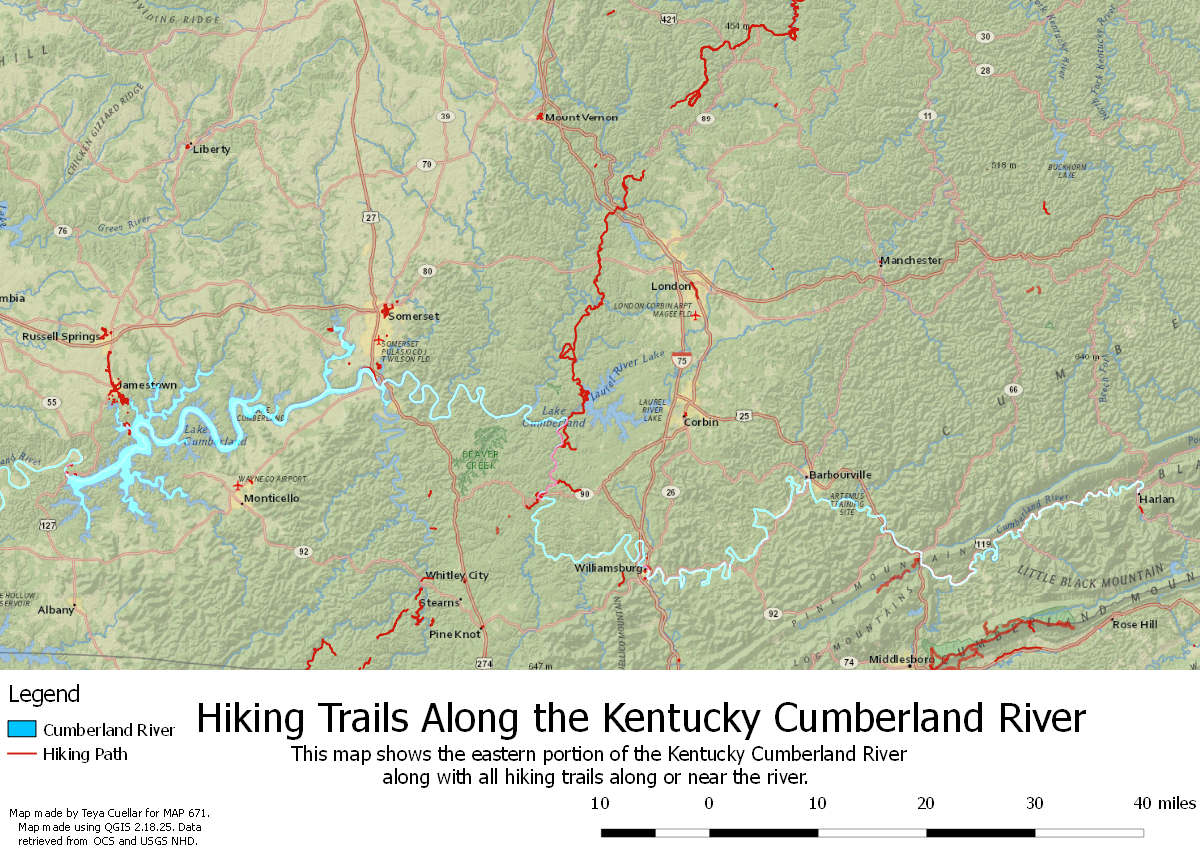 VIDING RIDGE
421
454 m
30
HILL
28
N. Fork Kentucky River
CHICKEN GIZZARD RIDGE
39
Mount Vernon
89
11
Liberty
70
518 m
BUCKHORN
LAKE
27
76
Green River
80
Manchester
London
mbia
LONDON CORBIN ARPT
MAGEE FLD
Somerset
Russell Springs
SOMERSET
PULASKI CO J
T WILSON FLD
75
640 m
Laurel River Lake
Beech Fork
Jamestown
66
55
LAUREL
RIVER
LAKE
Lake
Cumberland
25
Corbin
CUMBERLAND
Lake
Cumberland
BEAVER
CREEK
Barbourville
WAYNE CO AIRPORT
Monticello
90
26
ARTEMUS
TRAINING
SITE
Cumberland River
Harlan
127
92
119
PINE MOUNTAIN
Williamsburg
Whitley City
LITTLE BLACK MOUNTAIN
E HOLLOW
SERVOIR
Albany
Stearns
92
LOG MOUNTAINS
CUMBERLAND MOUN
Rose Hill
Pine Knot
274
647 m
74
Middlesboro
Legend
Cumberland River
Hiking Path
Hiking Trails Along the Kentucky Cumberland River
This map shows the eastern portion of the Kentucky Cumberland River
along with all hiking trails along or near the river.
Map made by Teya Cuellar for MAP 671.
Map made using QGIS 2.18.25. Data
retrieved from OCS and USGS NHD.
10 0 10 20 30 40 miles